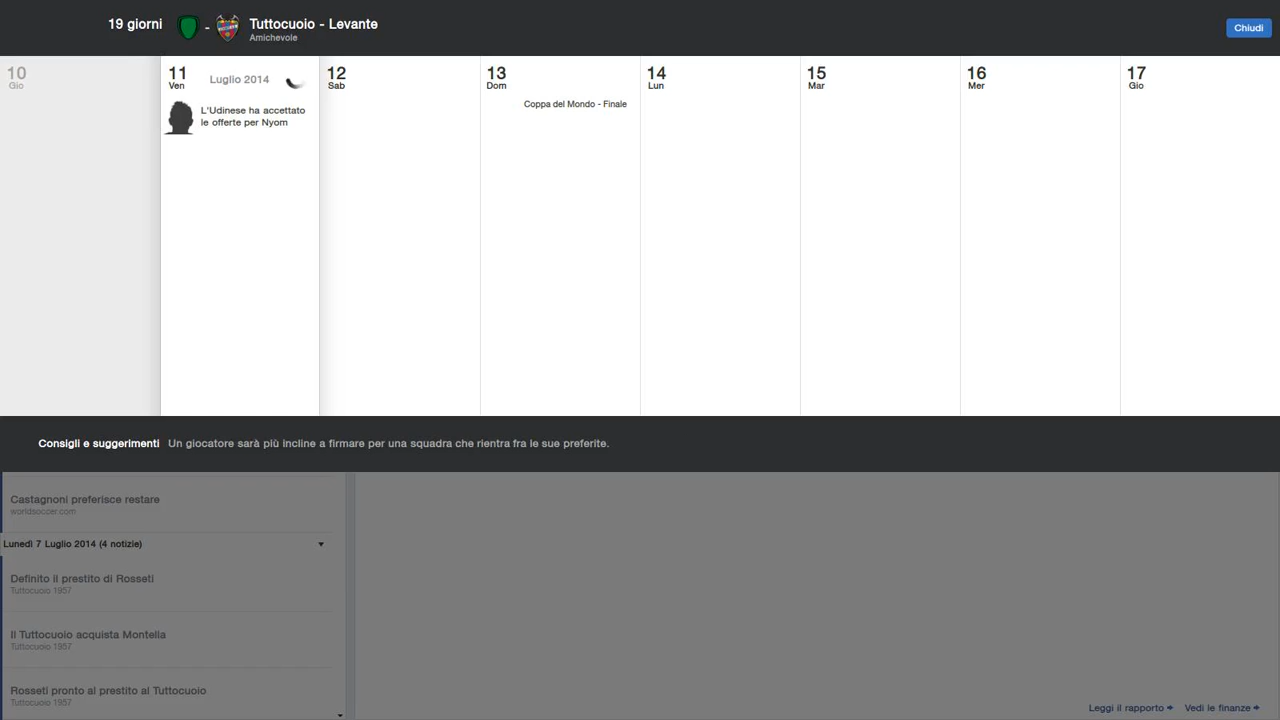 19 giorni
-
Tuttocuoio - Levante
Amichevole
Chiudi
10
Gio
11
Ven
Luglio 2014
L'Udinese ha accettato
le offerte per Nyom
12
Sab
13
Dom
Coppa del Mondo - Finale
14
Lun
15
Mar
16
Mer
17
Gio
Consigli e suggerimenti Un giocatore sarà più incline a firmare per una squadra che rientra fra le sue preferite.
Castagnoni preferisce restare
worldsoccer.com
Lunedì 7 Luglio 2014 (4 notizie)
Definito il prestito di Rosseti
Tuttocuoio 1957
Il Tuttocuoio acquista Montella
Tuttocuoio 1957
Rosseti pronto al prestito al Tuttocuoio
Tuttocuoio 1957
Leggi il rapporto Vedi le finanze